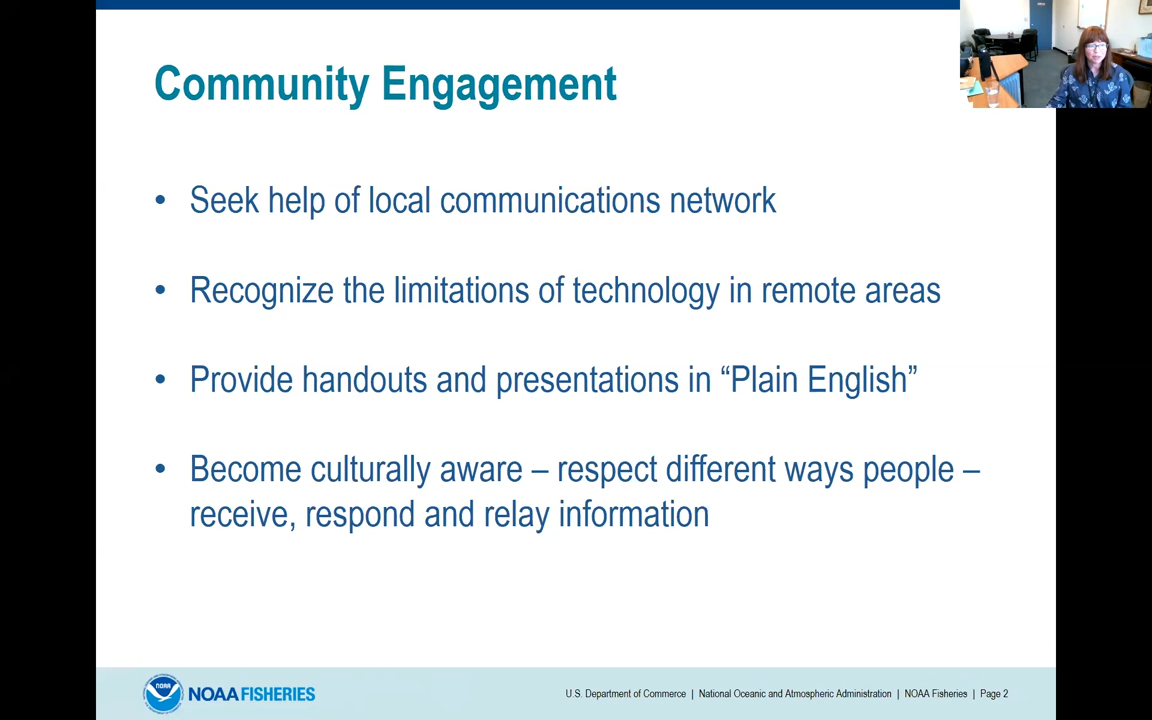 Community Engagement
• Seek help of local communications network
• Recognize the limitations of technology in remote areas
• Provide handouts and presentations in “Plain English”
• Become culturally aware – respect different ways people –
receive, respond and relay information
NOAA
NOAA FISHERIES
U.S. Department of Commerce | National Oceanic and Atmospheric Administration | NOAA Fisheries | Page 2